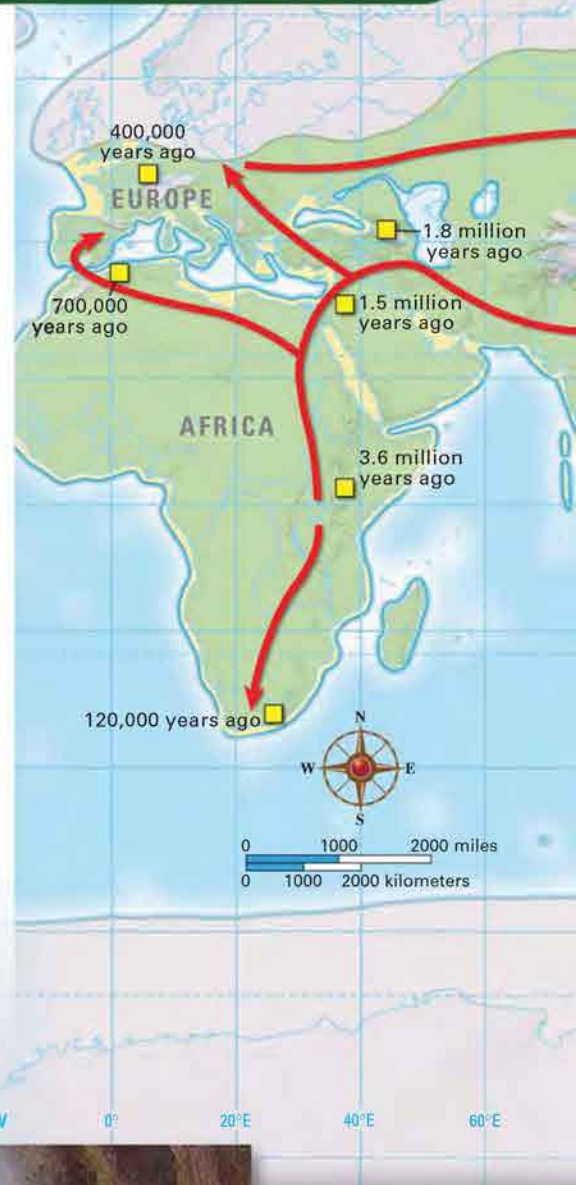 400,000
years ago
EUROPE
1.8 million
years ago
700,000
years ago
1.5 million
years ago
AFRICA
3.6 million
years ago
120,000 years ago
N
W
E
S
0 1000 2000 miles
0 1000 2000 kilometers
0° 20°E 40°E 60°E